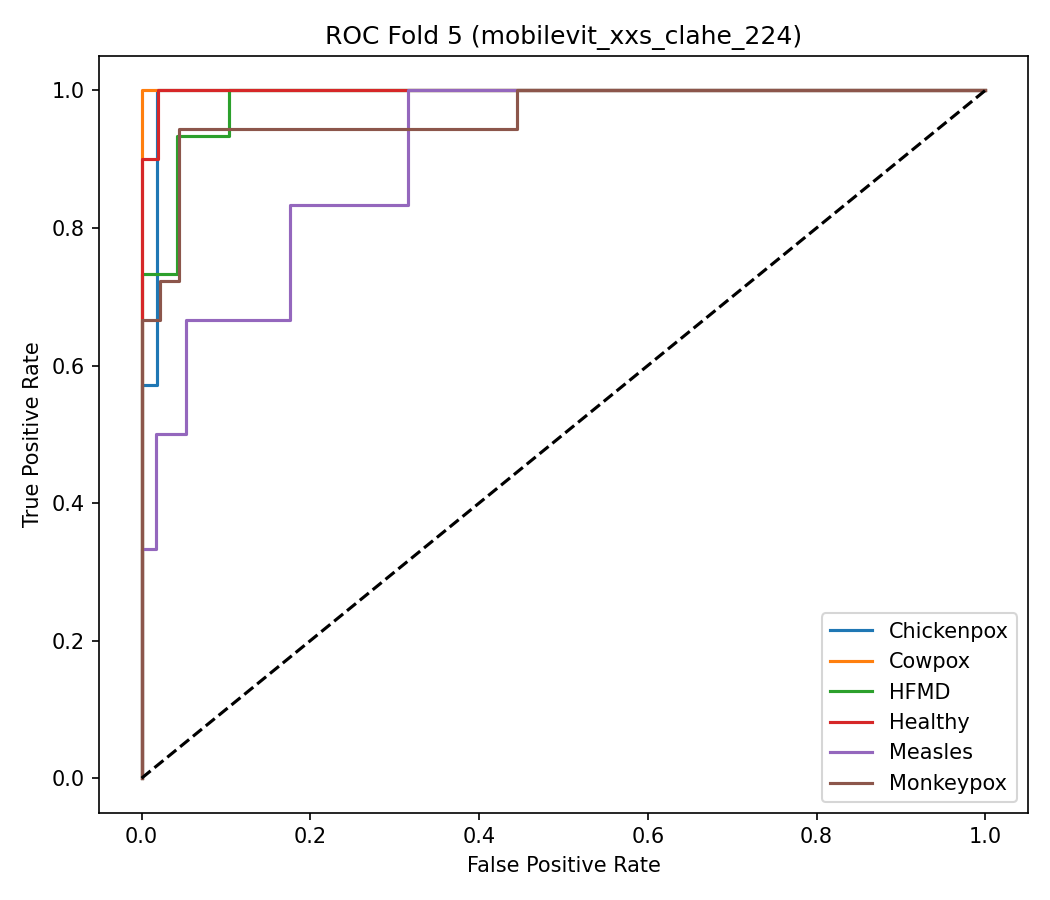 ROC Fold 5 (mobilevit_xxs_clahe_224)
True Positive Rate
1.0
0.8
0.6
0.4
0.2
0.0
0.0 0.2 0.4 0.6 0.8 1.0
False Positive Rate
Chickenpox
Cowpox
HFMD
Healthy
Measles
Monkeypox